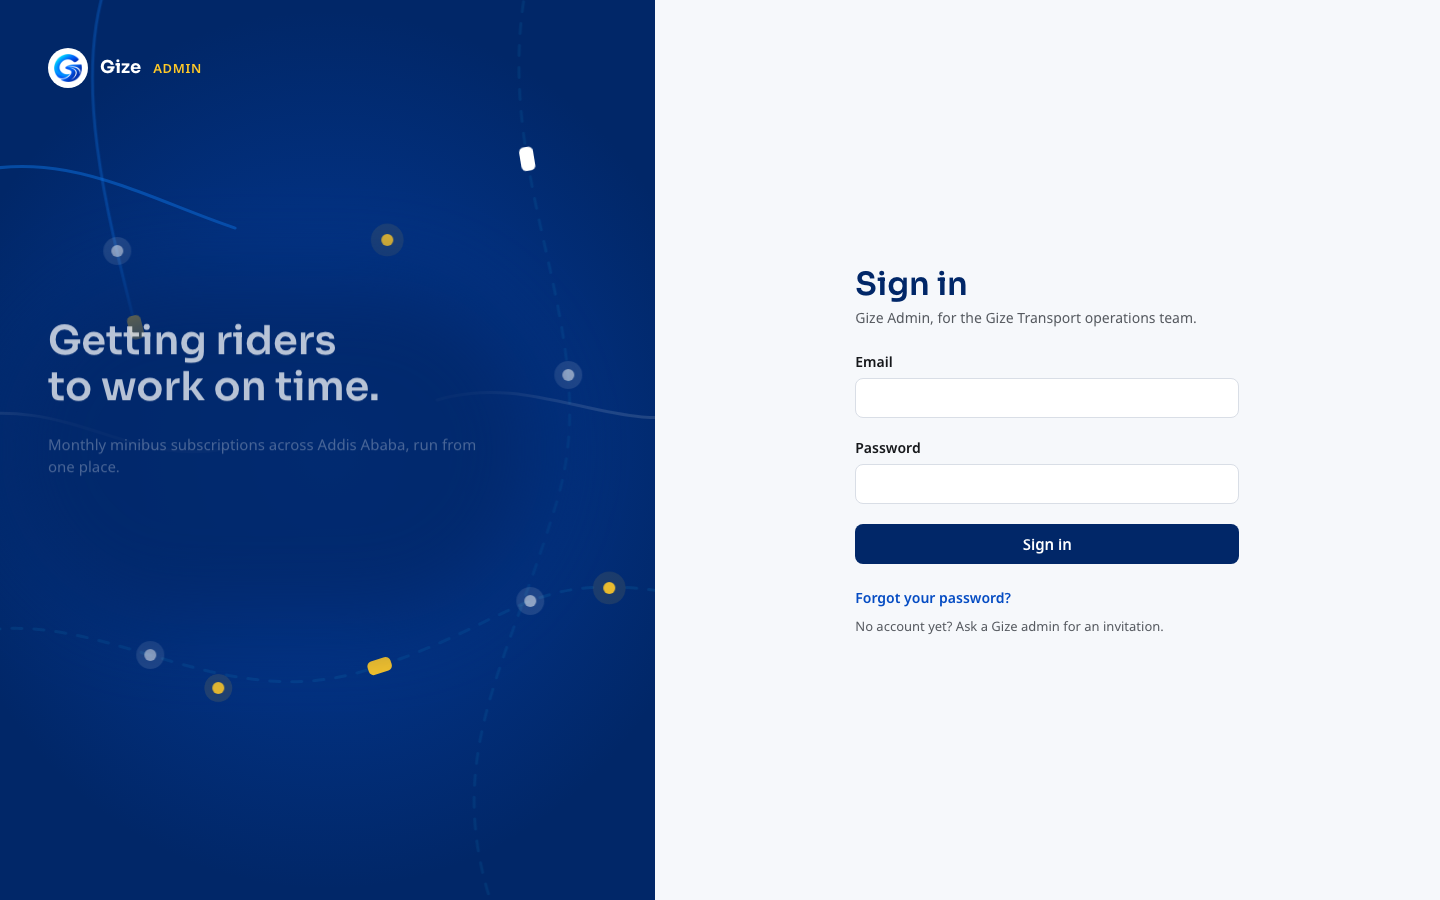 Gize ADMIN
Getting riders
to work on time.
Monthly minibus subscriptions across Addis Ababa, run from
one place.
Sign in
Gize Admin, for the Gize Transport operations team.
Email
Password
Sign in
Forgot your password?
No account yet? Ask a Gize admin for an invitation.